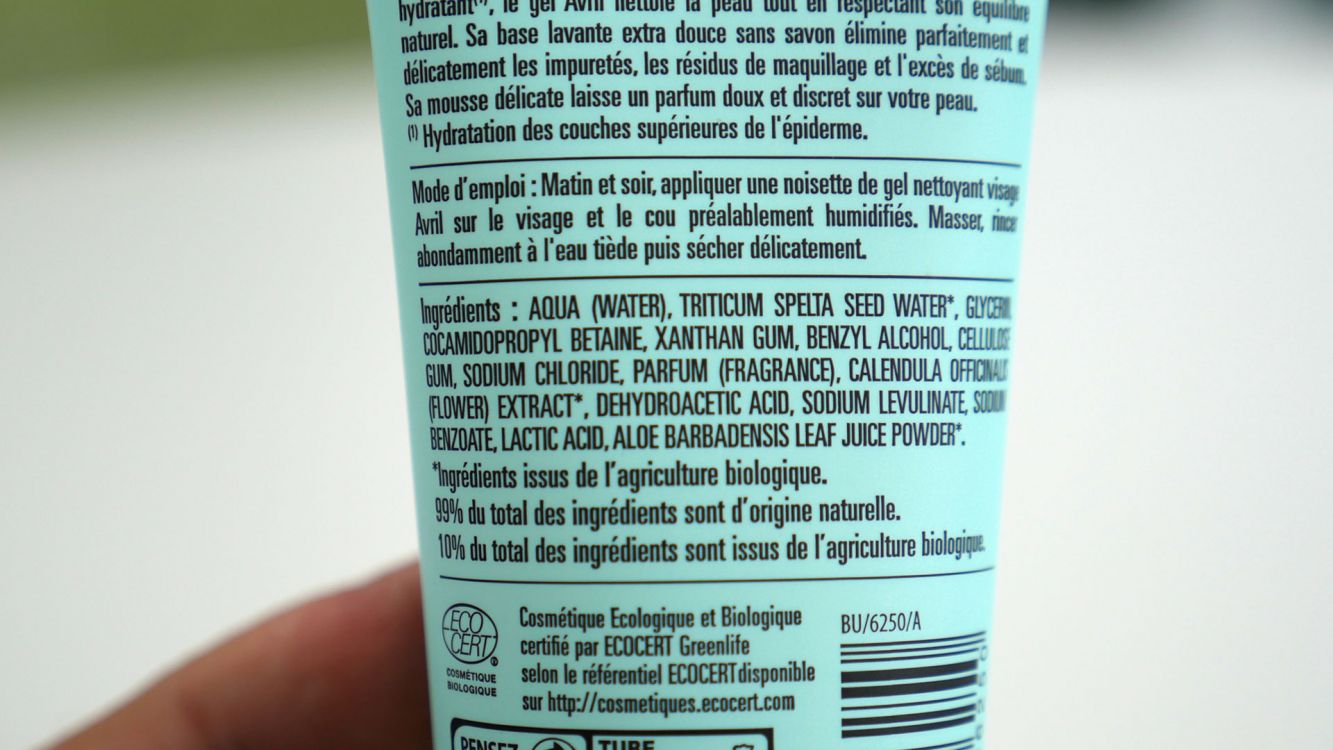 hydratant⁽¹⁾, le gel Avril nettoie la peau tout en respectant son équilibre
naturel. Sa base lavante extra douce sans savon élimine parfaitement et
délicatement les impuretés, les résidus de maquillage et l'excès de sébum.
Sa mousse délicate laisse un parfum doux et discret sur votre peau.
⁽¹⁾ Hydratation des couches supérieures de l'épiderme.
Mode d'emploi : Matin et soir, appliquer une noisette de gel nettoyant visage
Avril sur le visage et le cou préalablement humidifiés. Masser, rincer
abondamment à l'eau tiède puis sécher délicatement.
Ingrédients : AQUA (WATER), TRITICUM SPELTA SEED WATER*, GLYCERIN,
COCAMIDOPROPYL BETAINE, XANTHAN GUM, BENZYL ALCOHOL, CELLULOSE
GUM, SODIUM CHLORIDE, PARFUM (FRAGRANCE), CALENDULA OFFICINALIS
(FLOWER) EXTRACT*, DEHYDROACETIC ACID, SODIUM LEVULINATE, SODIUM
BENZOATE, LACTIC ACID, ALOE BARBADENSIS LEAF JUICE POWDER*.
*Ingrédients issus de l'agriculture biologique.
99% du total des ingrédients sont d'origine naturelle.
10% du total des ingrédients sont issus de l'agriculture biologique.
ECO
CERT®
COSMÉTIQUE
BIOLOGIQUE
Cosmétique Ecologique et Biologique
certifié par ECOCERT Greenlife
selon le référentiel ECOCERT disponible
sur http://cosmetiques.ecocert.com
BU/6250/A
PENSEZ
TUBE